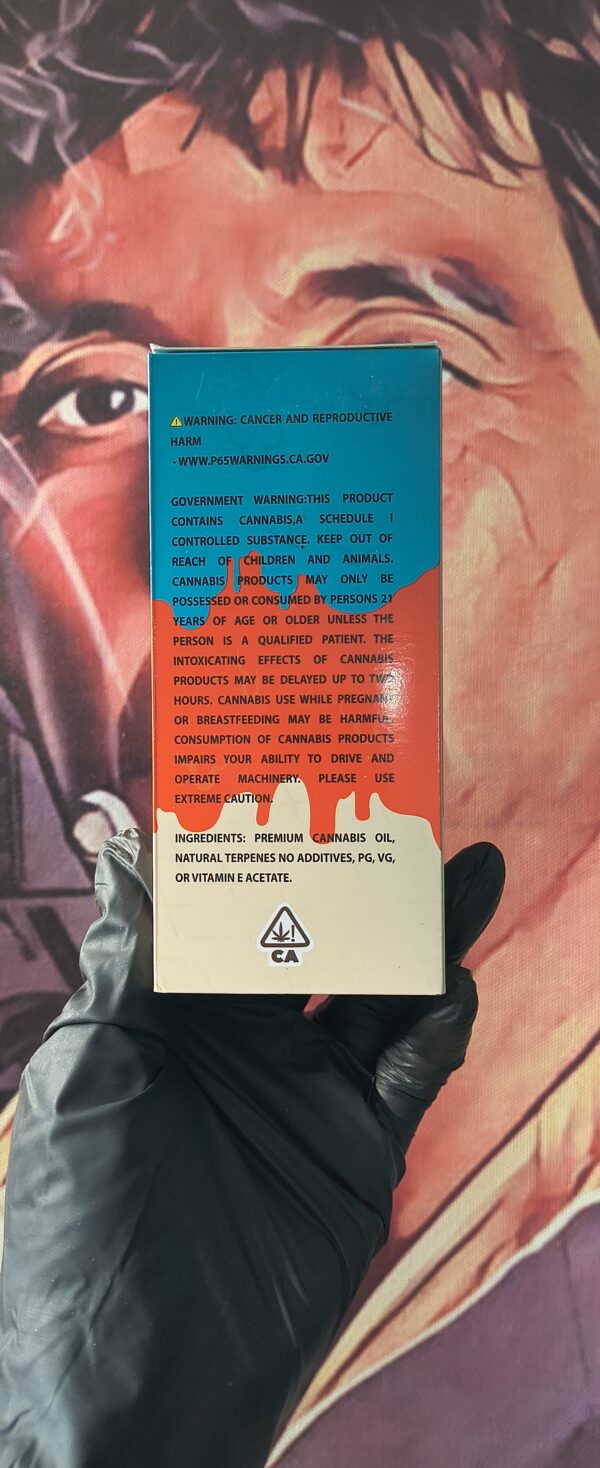 ⚠WARNING: CANCER AND REPRODUCTIVE
HARM
- WWW.P65WARNINGS.CA.GOV
GOVERNMENT WARNING:THIS PRODUCT
CONTAINS CANNABIS,A SCHEDULE I
CONTROLLED SUBSTANCE. KEEP OUT OF
REACH OF CHILDREN AND ANIMALS.
CANNABIS PRODUCTS MAY ONLY BE
POSSESSED OR CONSUMED BY PERSONS 21
YEARS OF AGE OR OLDER UNLESS THE
PERSON IS A QUALIFIED PATIENT. THE
INTOXICATING EFFECTS OF CANNABIS
PRODUCTS MAY BE DELAYED UP TO TWO
HOURS. CANNABIS USE WHILE PREGNANT
OR BREASTFEEDING MAY BE HARMFUL.
CONSUMPTION OF CANNABIS PRODUCTS
IMPAIRS YOUR ABILITY TO DRIVE AND
OPERATE MACHINERY. PLEASE USE
EXTREME CAUTION.
INGREDIENTS: PREMIUM CANNABIS OIL,
NATURAL TERPENES NO ADDITIVES, PG, VG,
OR VITAMIN E ACETATE.
!
CA